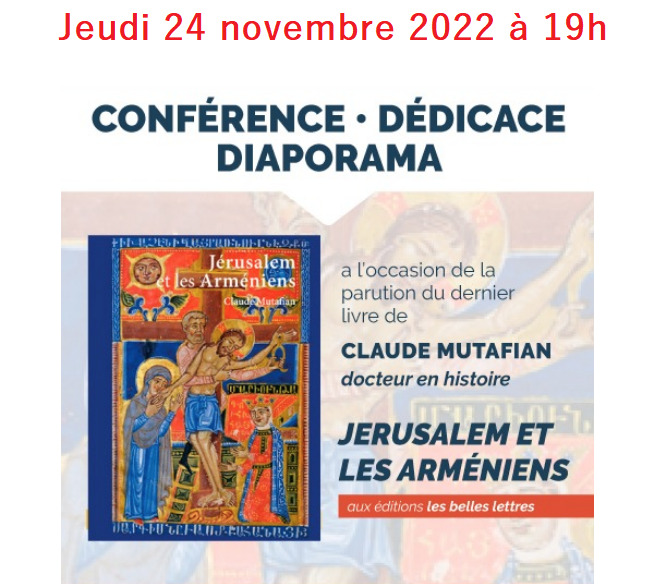 Jeudi 24 novembre 2022 à 19h
CONFÉRENCE • DÉDICACE
DIAPORAMA
Jérusalem
et les Arméniens
Claude Mutafian
a l'occasion de la
parution du dernier
livre de
CLAUDE MUTAFIAN
docteur en histoire
JERUSALEM ET
LES ARMÉNIENS
aux éditions les belles lettres